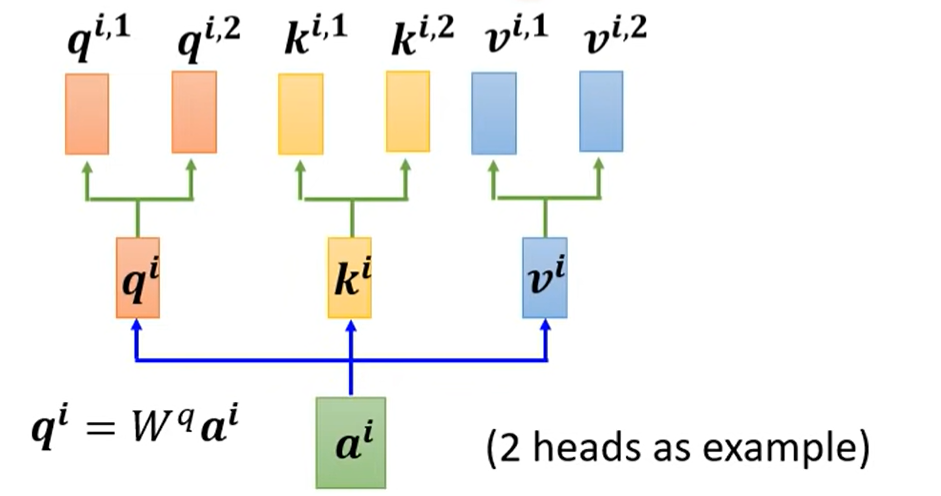 q^{i,1} q^{i,2} k^{i,1} k^{i,2} v^{i,1} v^{i,2}
q^i k^i v^i
q^i = W^q a^i
a^i
(2 heads as example)